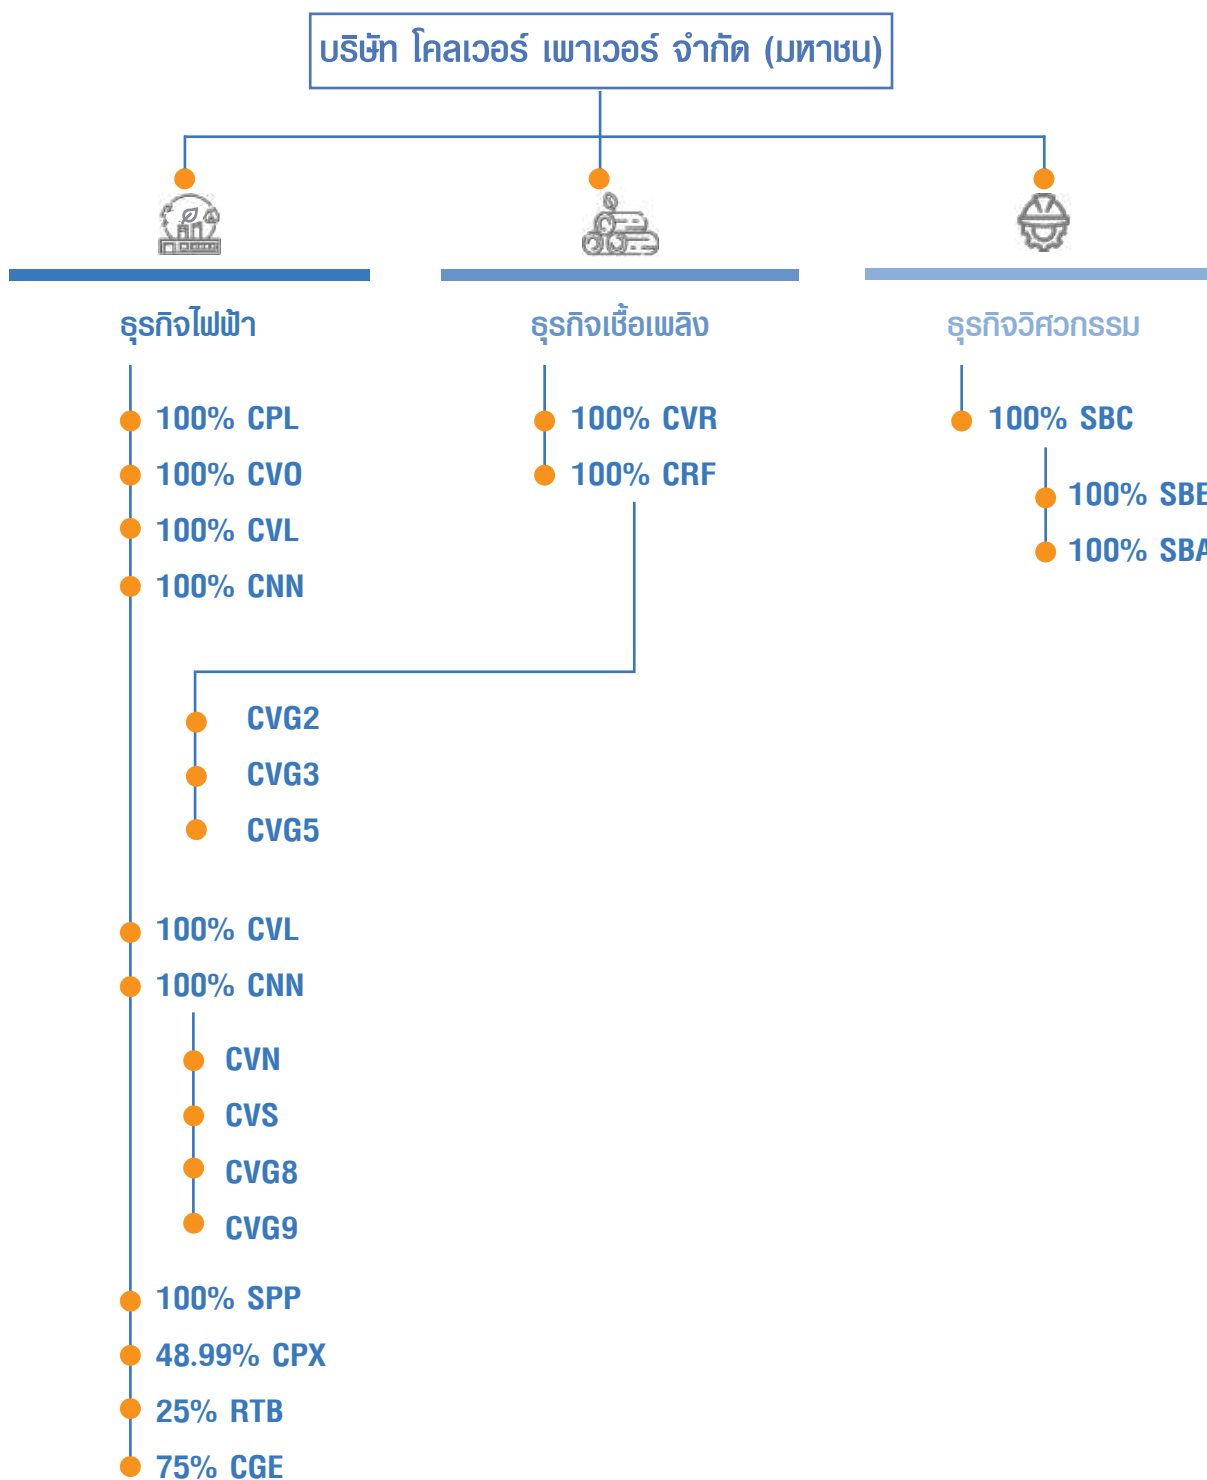 บริษัท โคลเวอร์ เพาเวอร์ จำกัด (มหาชน)
ธุรกิจไฟฟ้า
100% CPL
100% CVO
100% CVL
100% CNN
CVG2
CVG3
CVG5
100% CVL
100% CNN
CVN
CVS
CVG8
CVG9
100% SPP
48.99% CPX
25% RTB
75% CGE
ธุรกิจเชื้อเพลิง
100% CVR
100% CRF
ธุรกิจวิศวกรรม
100% SBC
100% SBE
100% SBA